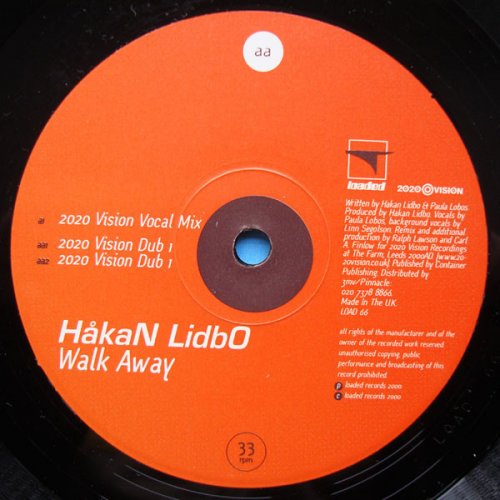 aa
loaded
2020 VISION
a1 2020 Vision Vocal Mix
aa1 2020 Vision Dub 1
aa2 2020 Vision Dub 1
HåkaN LidbO
Walk Away
Written by Hakan Lidbo & Paula Lobos.
Produced by Hakan Lidbo. Vocals by
Paula Lobos, background vocals by
Linn Segolson. Remix and additional
production by Ralph Lawson and Carl
A Finlow for 2020 Vision Recordings
at The Farm, Leeds 2000AD. [www.20-
20vision.co.uk] Published by Container
Publishing. Distributed by
3mv/Pinnacle:
020 7378 8866.
Made In The U.K.
LOAD 66
all rights of the manufacturer and of the
owner of the recorded work reserved.
unauthorised copying, public
performance and broadcasting of this
record prohibited.
p loaded records 2000
c loaded records 2000
33
rpm
LOAD